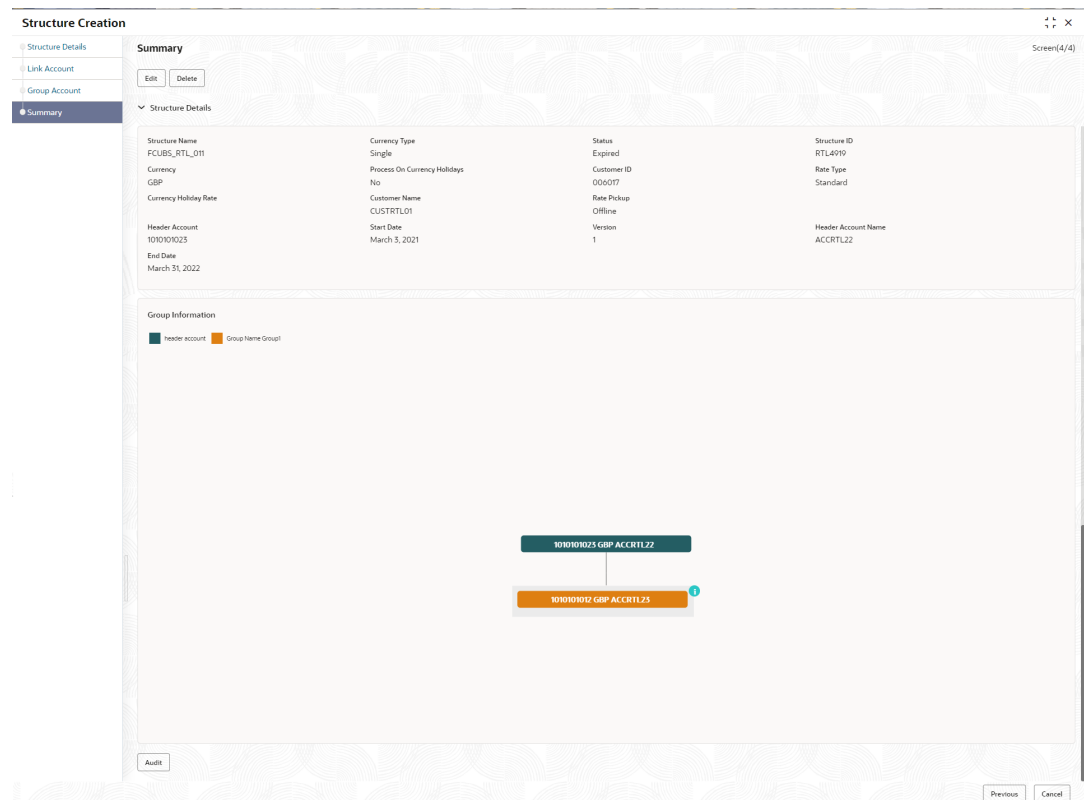 Structure Creation
Structure Details
Link Account
Group Account
Summary
Summary
Screen(4/4)
Edit Delete
Structure Details
Structure Name Currency Type Status Structure ID
FCUBS_RTL_011 Single Expired RTL4919
Currency Process On Currency Holidays Customer ID Rate Type
GBP No 006017 Standard
Currency Holiday Rate Customer Name Rate Pickup
CUSTRTL01 Offline
Header Account Start Date Version Header Account Name
1010101023 March 3, 2021 1 ACCRTL22
End Date
March 31, 2022
Group Information
header account Group Name Group1
1010101023 GBP ACCRTL22
i
1010101012 GBP ACCRTL23
Audit
Previous Cancel